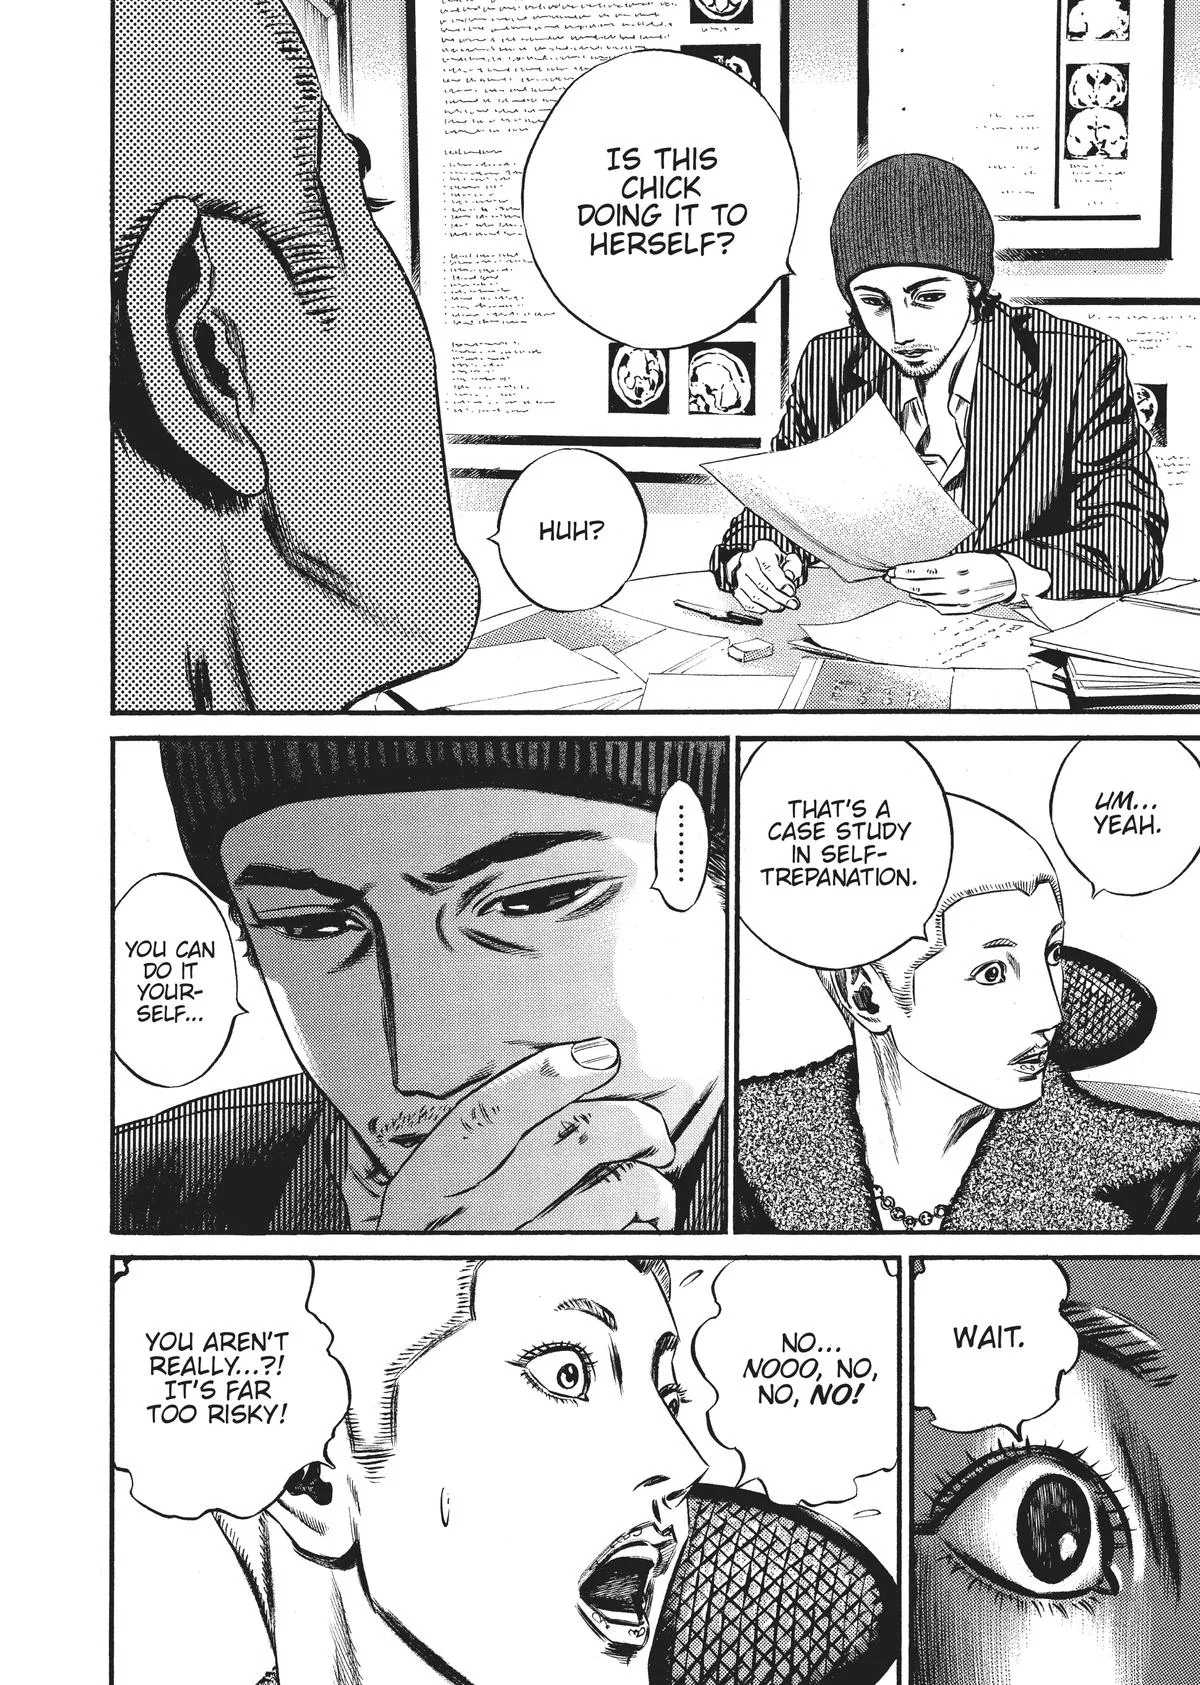 IS THIS
CHICK
DOING IT TO
HERSELF?
HUH?
UM...
YEAH.
THAT'S A
CASE STUDY
IN SELF-
TREPANATION.
.........
YOU CAN
DO IT
YOUR-
SELF...
WAIT.
NO...
NOOO, NO,
NO, NO!
YOU AREN'T
REALLY...?!
IT'S FAR
TOO RISKY!